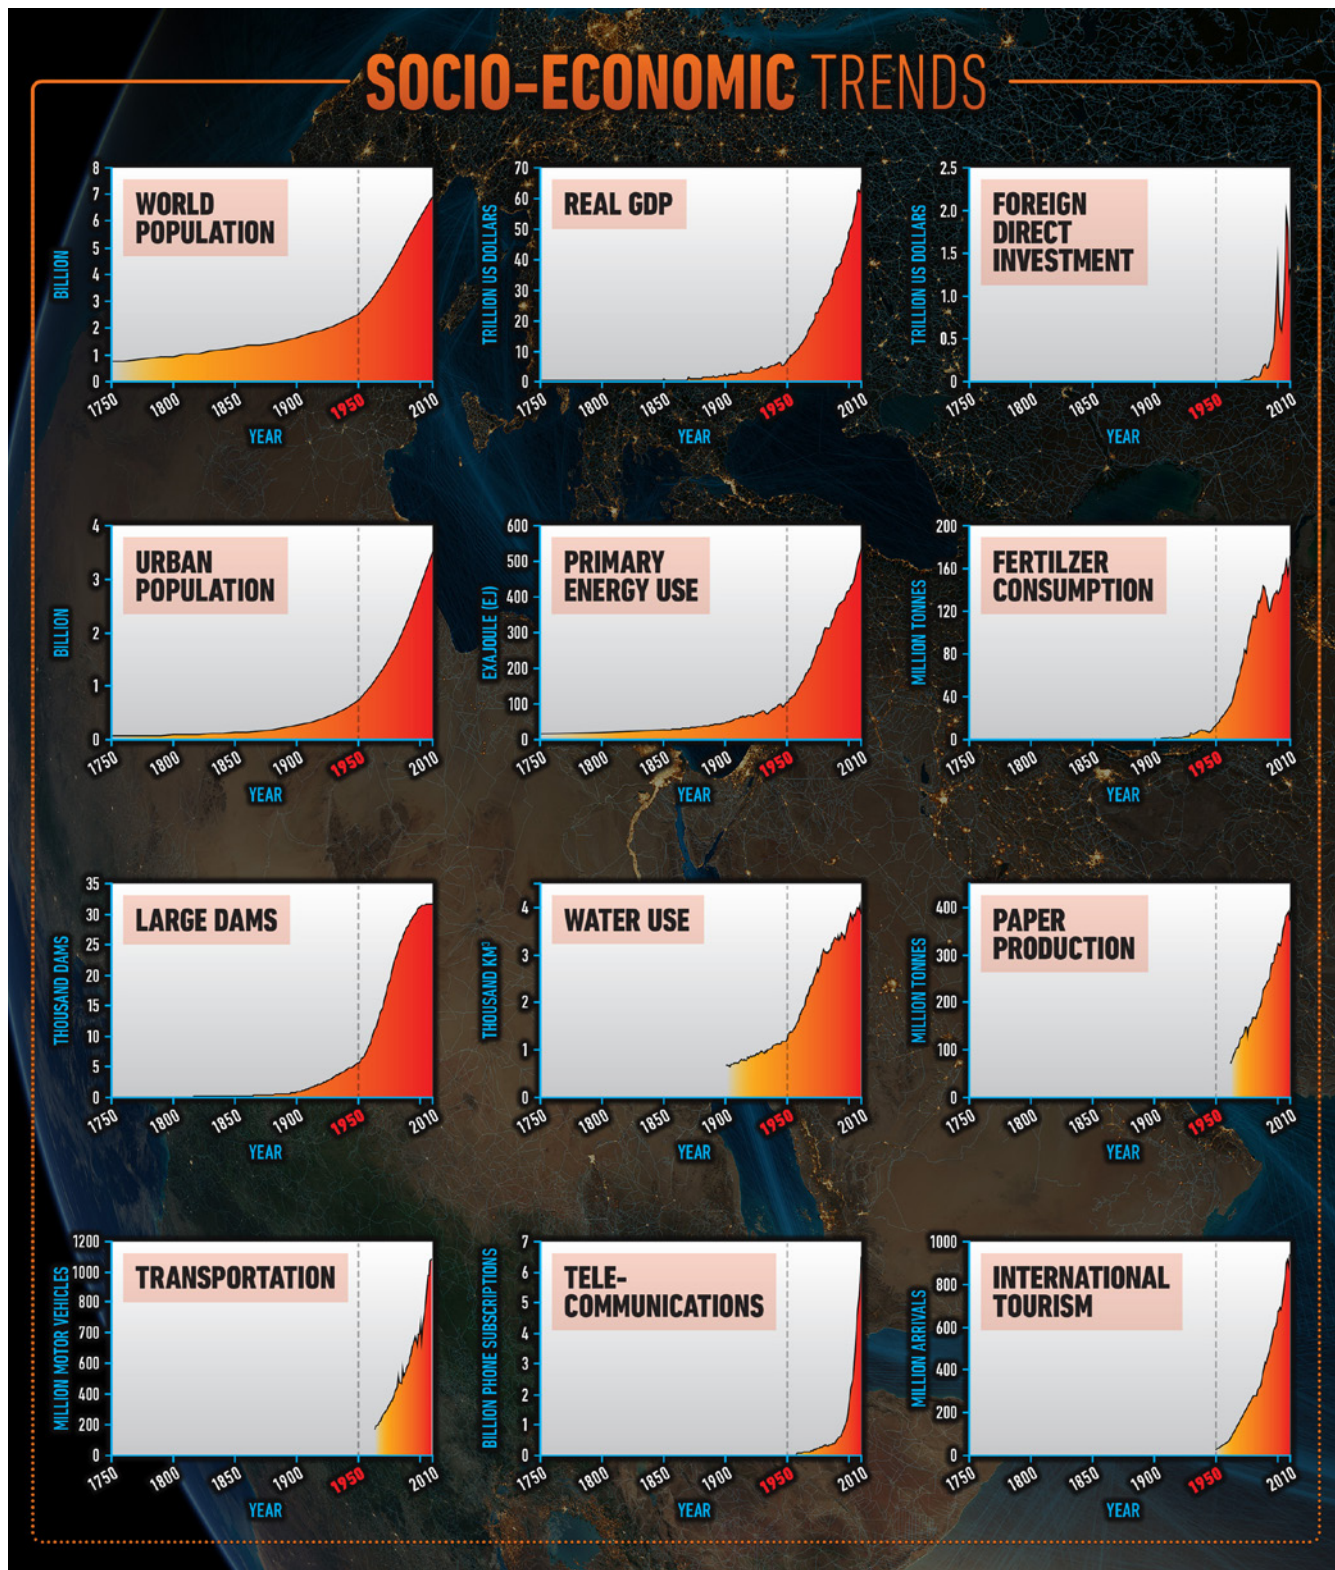 SOCIO-ECONOMIC TRENDS
WORLD
POPULATION
BILLION
8
7
6
5
4
3
2
1
0
1750 1800 1850 1900 1950 2010
YEAR
REAL GDP
TRILLION US DOLLARS
70
60
50
40
30
20
10
0
1750 1800 1850 1900 1950 2010
YEAR
FOREIGN
DIRECT
INVESTMENT
TRILLION US DOLLARS
2.5
2.0
1.5
1.0
0.5
0
1750 1800 1850 1900 1950 2010
YEAR
URBAN
POPULATION
BILLION
4
3
2
1
0
1750 1800 1850 1900 1950 2010
YEAR
PRIMARY
ENERGY USE
EXAJOULE (EJ)
600
500
400
300
200
100
0
1750 1800 1850 1900 1950 2010
YEAR
FERTILZER
CONSUMPTION
MILLION TONNES
200
160
120
80
40
0
1750 1800 1850 1900 1950 2010
YEAR
LARGE DAMS
THOUSAND DAMS
35
30
25
20
15
10
5
0
1750 1800 1850 1900 1950 2010
YEAR
WATER USE
THOUSAND KM³
4
3
2
1
0
1750 1800 1850 1900 1950 2010
YEAR
PAPER
PRODUCTION
MILLION TONNES
400
300
200
100
0
1750 1800 1850 1900 1950 2010
YEAR
TRANSPORTATION
MILLION MOTOR VEHICLES
1200
1000
800
700
600
400
200
0
1750 1800 1850 1900 1950 2010
YEAR
TELE-
COMMUNICATIONS
BILLION PHONE SUBSCRIPTIONS
7
6
5
4
3
2
1
0
1750 1800 1850 1900 1950 2010
YEAR
INTERNATIONAL
TOURISM
MILLION ARRIVALS
1000
800
600
400
200
0
1750 1800 1850 1900 1950 2010
YEAR